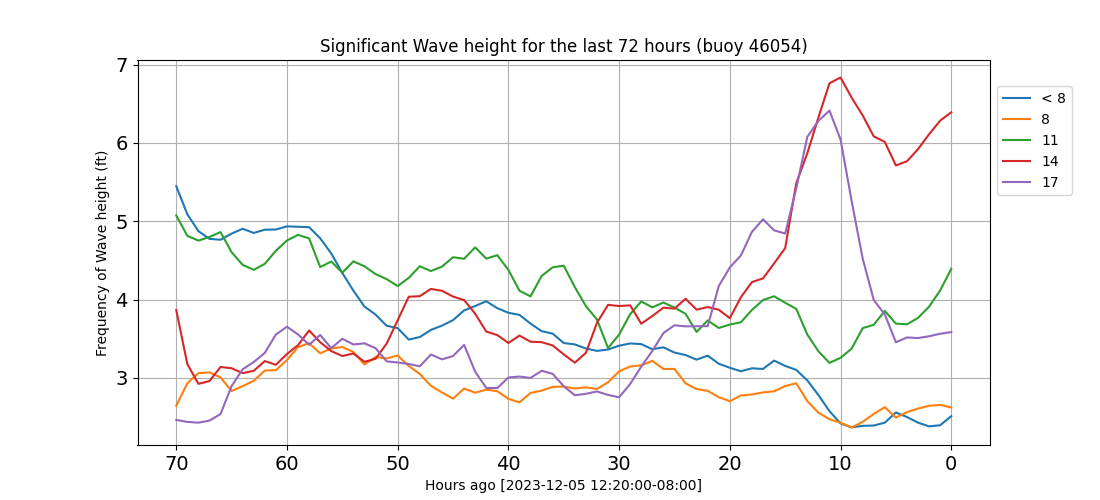 Significant Wave height for the last 72 hours (buoy 46054)
Frequency of Wave height (ft)
7
6
5
4
3
70 60 50 40 30 20 10 0
Hours ago [2023-12-05 12:20:00-08:00]
< 8
8
11
14
17